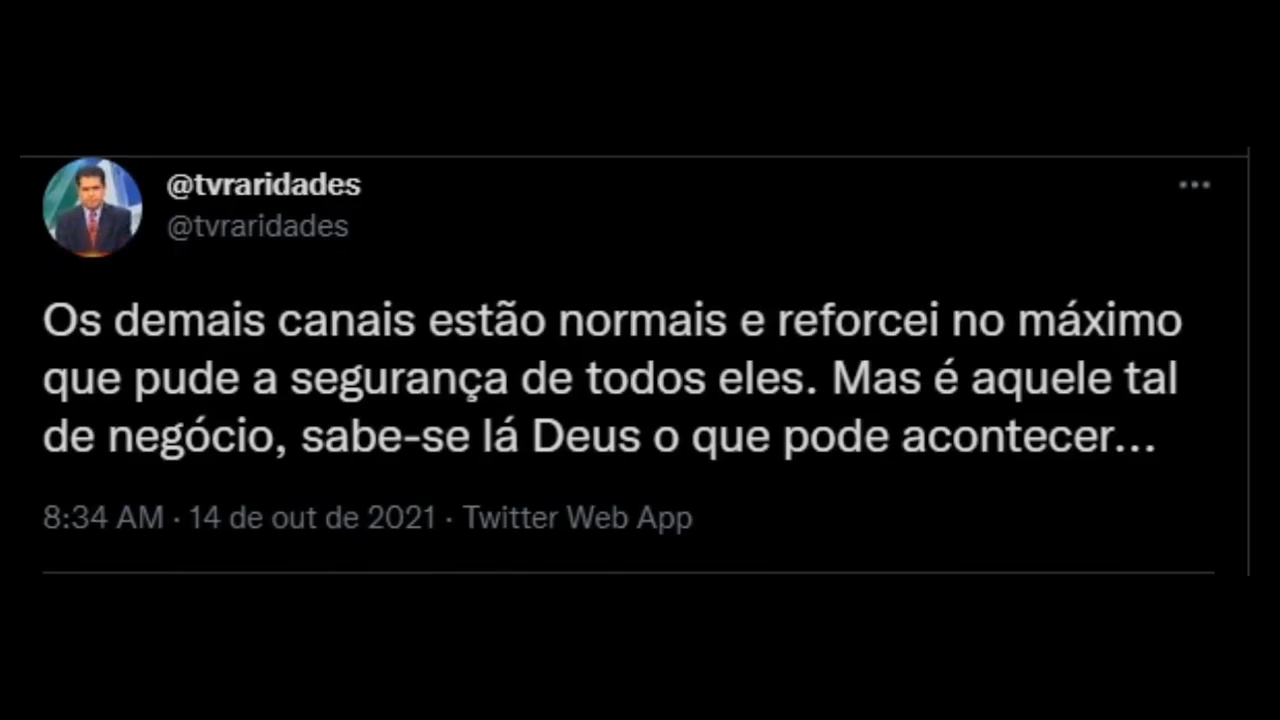 @tvraridades
@tvraridades
Os demais canais estão normais e reforcei no máximo
que pude a segurança de todos eles. Mas é aquele tal
de negócio, sabe-se lá Deus o que pode acontecer...
8:34 AM · 14 de out de 2021 · Twitter Web App